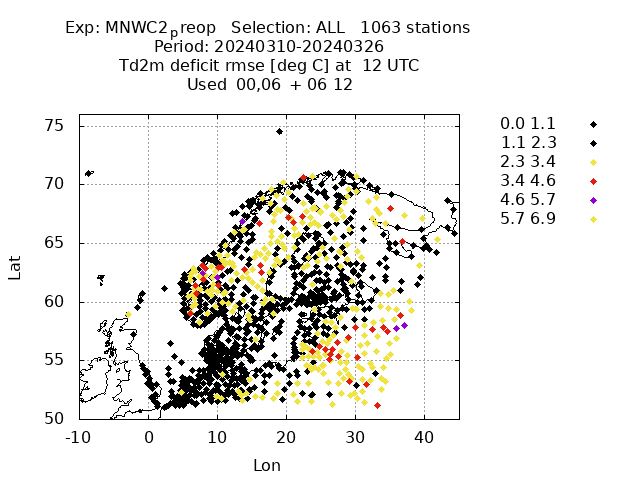 Exp: MNWC2preop Selection: ALL 1063 stations
Period: 20240310-20240326
Td2m deficit rmse [deg C] at 12 UTC
Used 00,06 + 06 12
0.0 1.1
1.1 2.3
2.3 3.4
3.4 4.6
4.6 5.7
5.7 6.9
75
70
65
60
55
50
Lat
-10 0 10 20 30 40
Lon